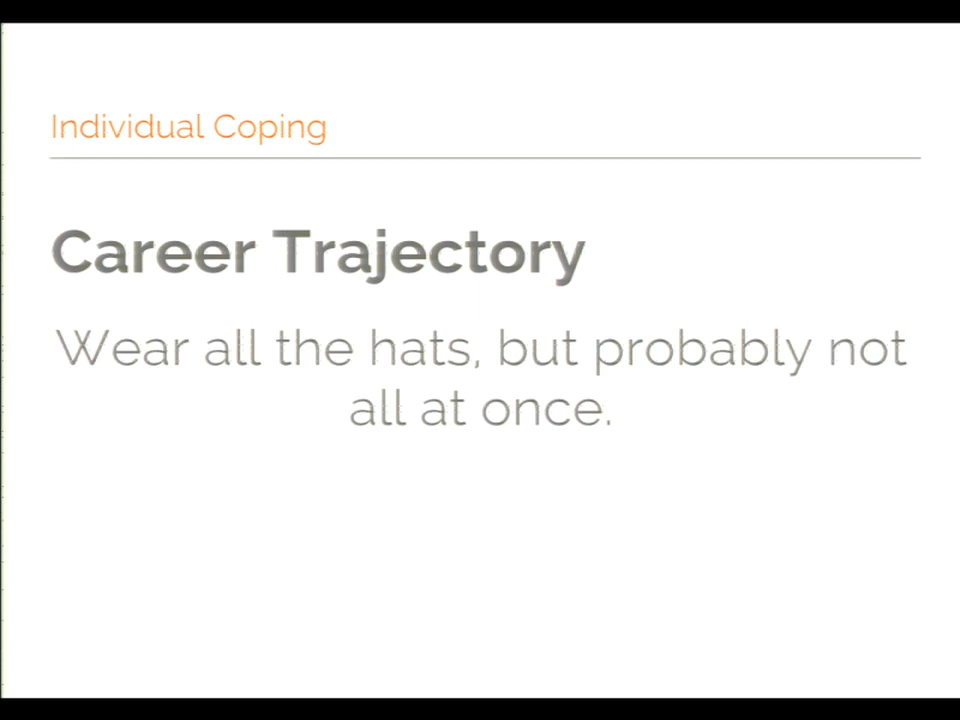 Individual Coping
Career Trajectory
Wear all the hats, but probably not
all at once.